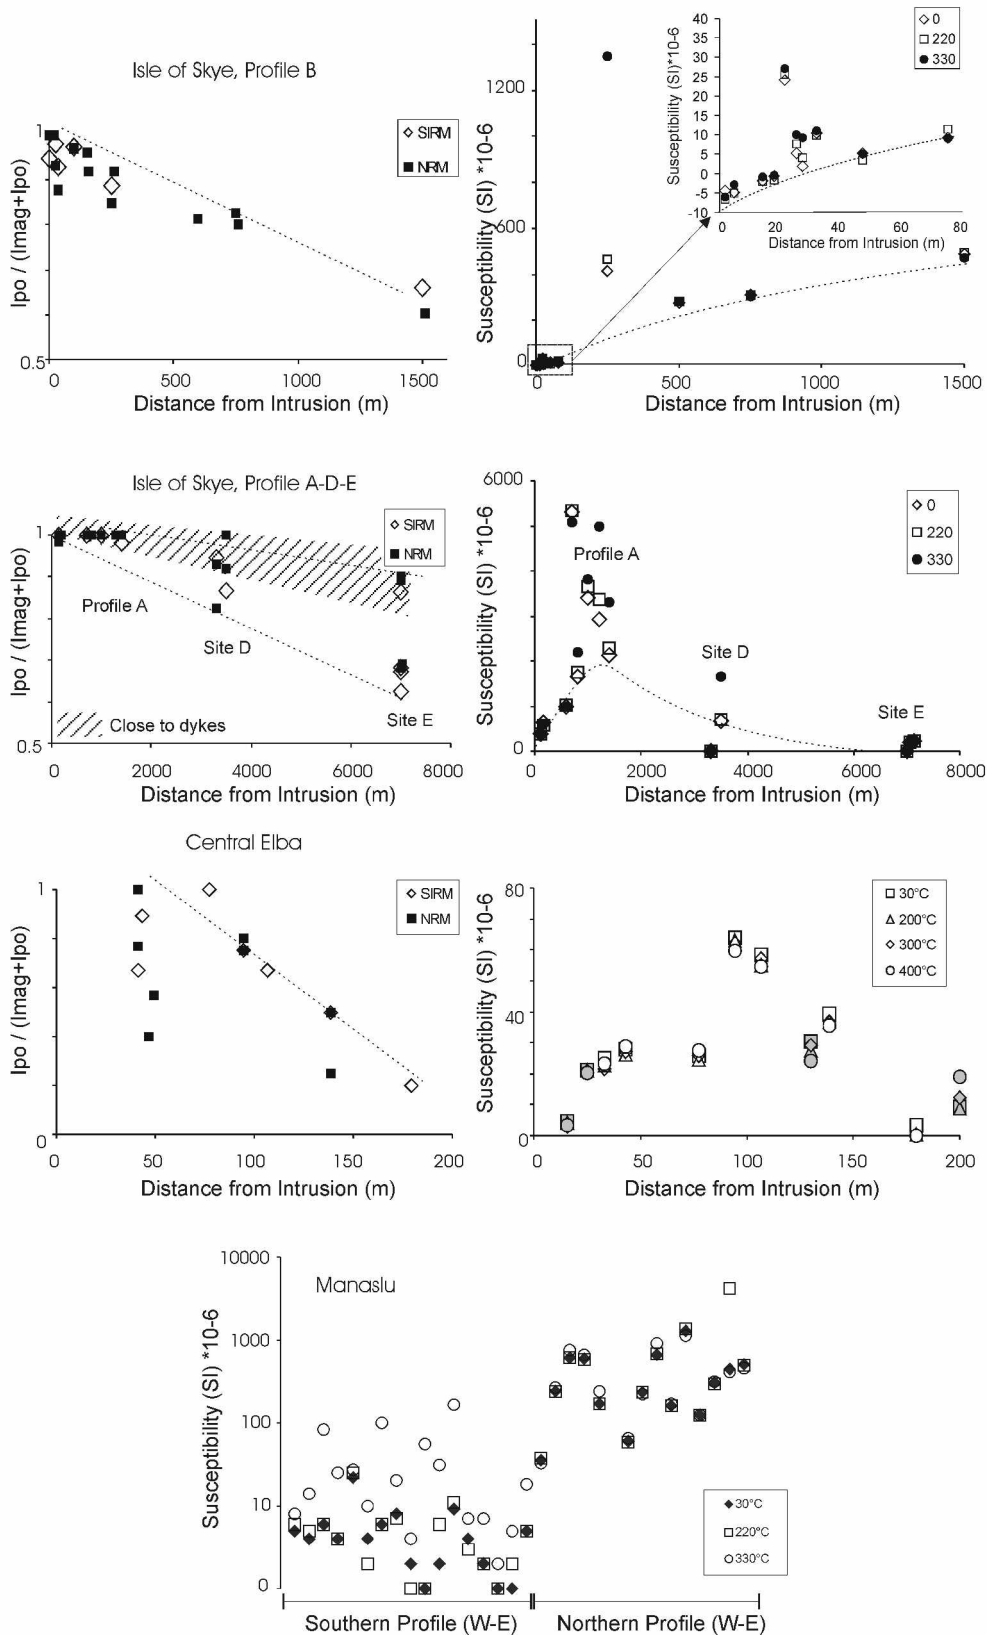 Isle of Skye, Profile B
Ipo / (Imag+Ipo)
1
0.5
SIRM
NRM
0 500 1000 1500
Distance from Intrusion (m)
Susceptibility (SI) *10-6
1200
600
0
0 500 1000 1500
Distance from Intrusion (m)
Susceptibility (SI)*10-6
40
35
30
25
20
15
10
5
0
-5
-10
0 20 40 60 80
Distance from Intrusion (m)
0
220
330
Isle of Skye, Profile A-D-E
Ipo / (Imag+Ipo)
1
0.5
SIRM
NRM
Profile A
Site D
Site E
Close to dykes
0 2000 4000 6000 8000
Distance from Intrusion (m)
Susceptibility (SI) *10-6
6000
0
Profile A
Site D
Site E
0
220
330
0 2000 4000 6000 8000
Distance from Intrusion (m)
Central Elba
Ipo / (Imag+Ipo)
1
0
SIRM
NRM
0 50 100 150 200
Distance from Intrusion (m)
Susceptibility (SI) *10-6
80
40
0
30°C
200°C
300°C
400°C
0 50 100 150 200
Distance from Intrusion (m)
Manaslu
Susceptibility (SI) *10-6
10000
1000
100
10
0
30°C
220°C
330°C
Southern Profile (W-E) Northern Profile (W-E)